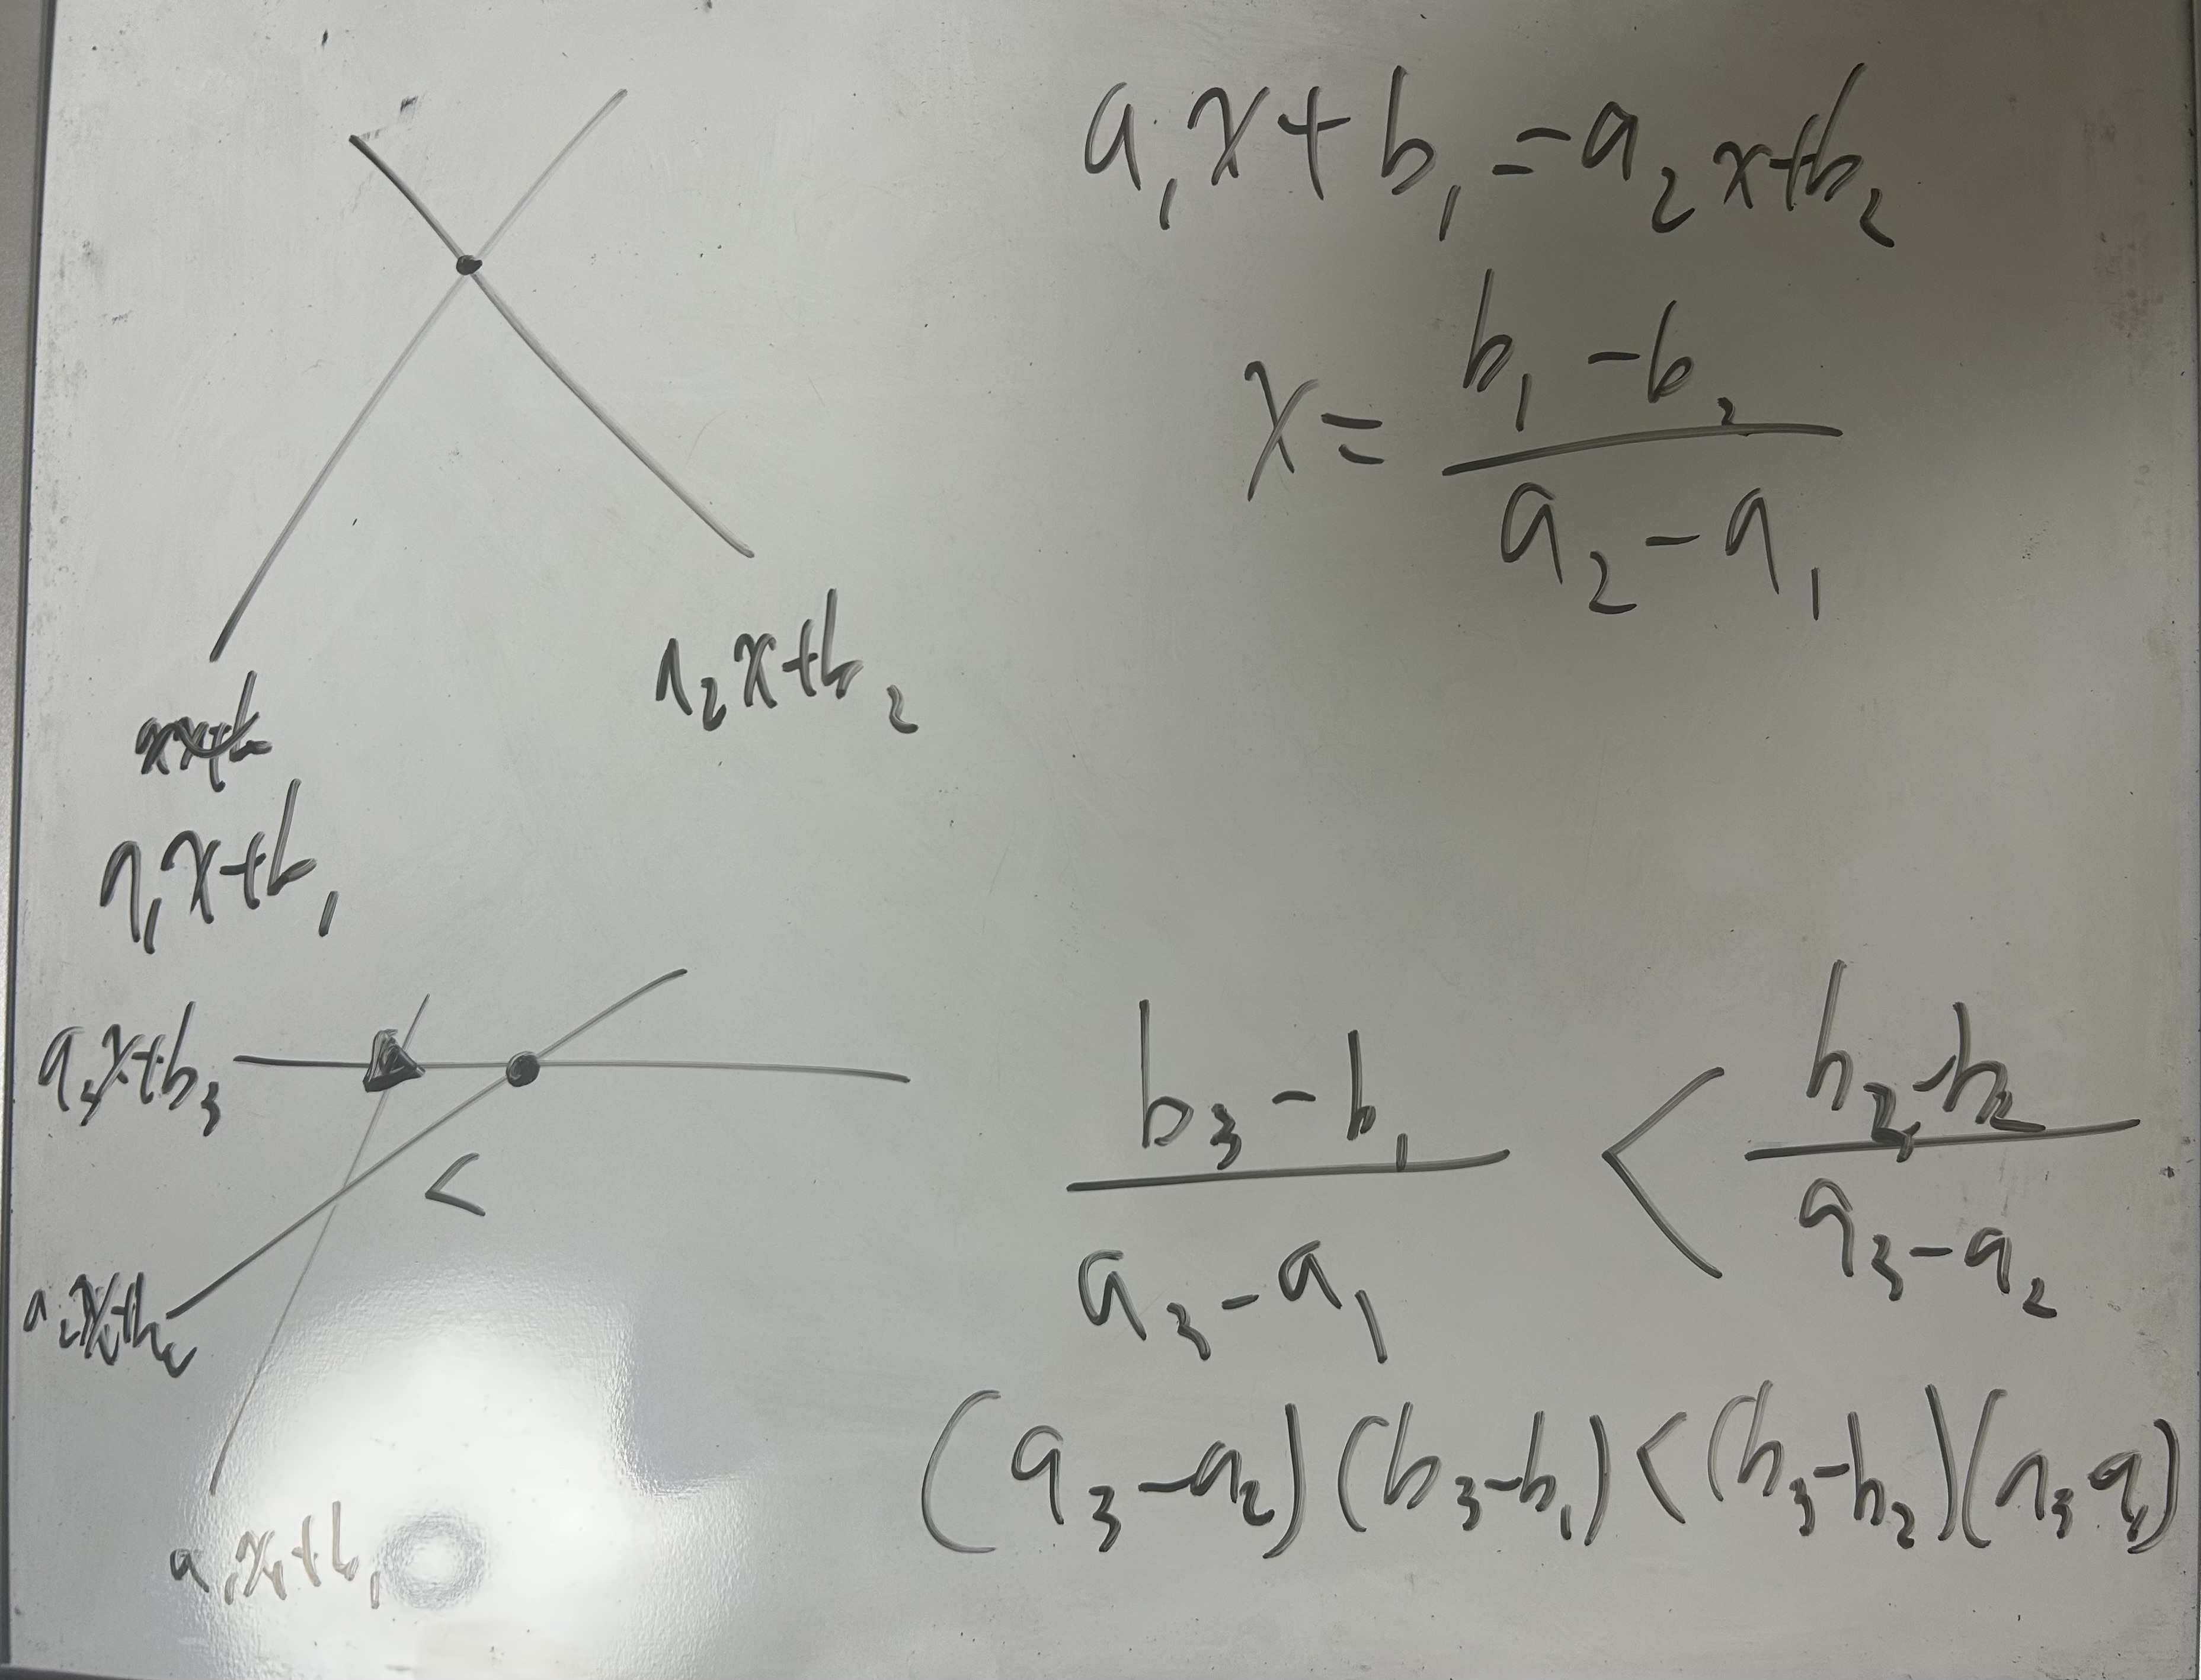 a₁x+b₁=a₂x+b₂
x= (b₁-b₂)/(a₂-a₁)
a₂x+b₂
a₁x+b₁
a₃x+b₃
<
a₂x+b₂
a₁x+b₁
(b₃-b₁)/(a₃-a₁) < (b₃-b₂)/(a₃-a₂)
(a₃-a₂)(b₃-b₁)<(b₃-b₂)(a₃-a₁)